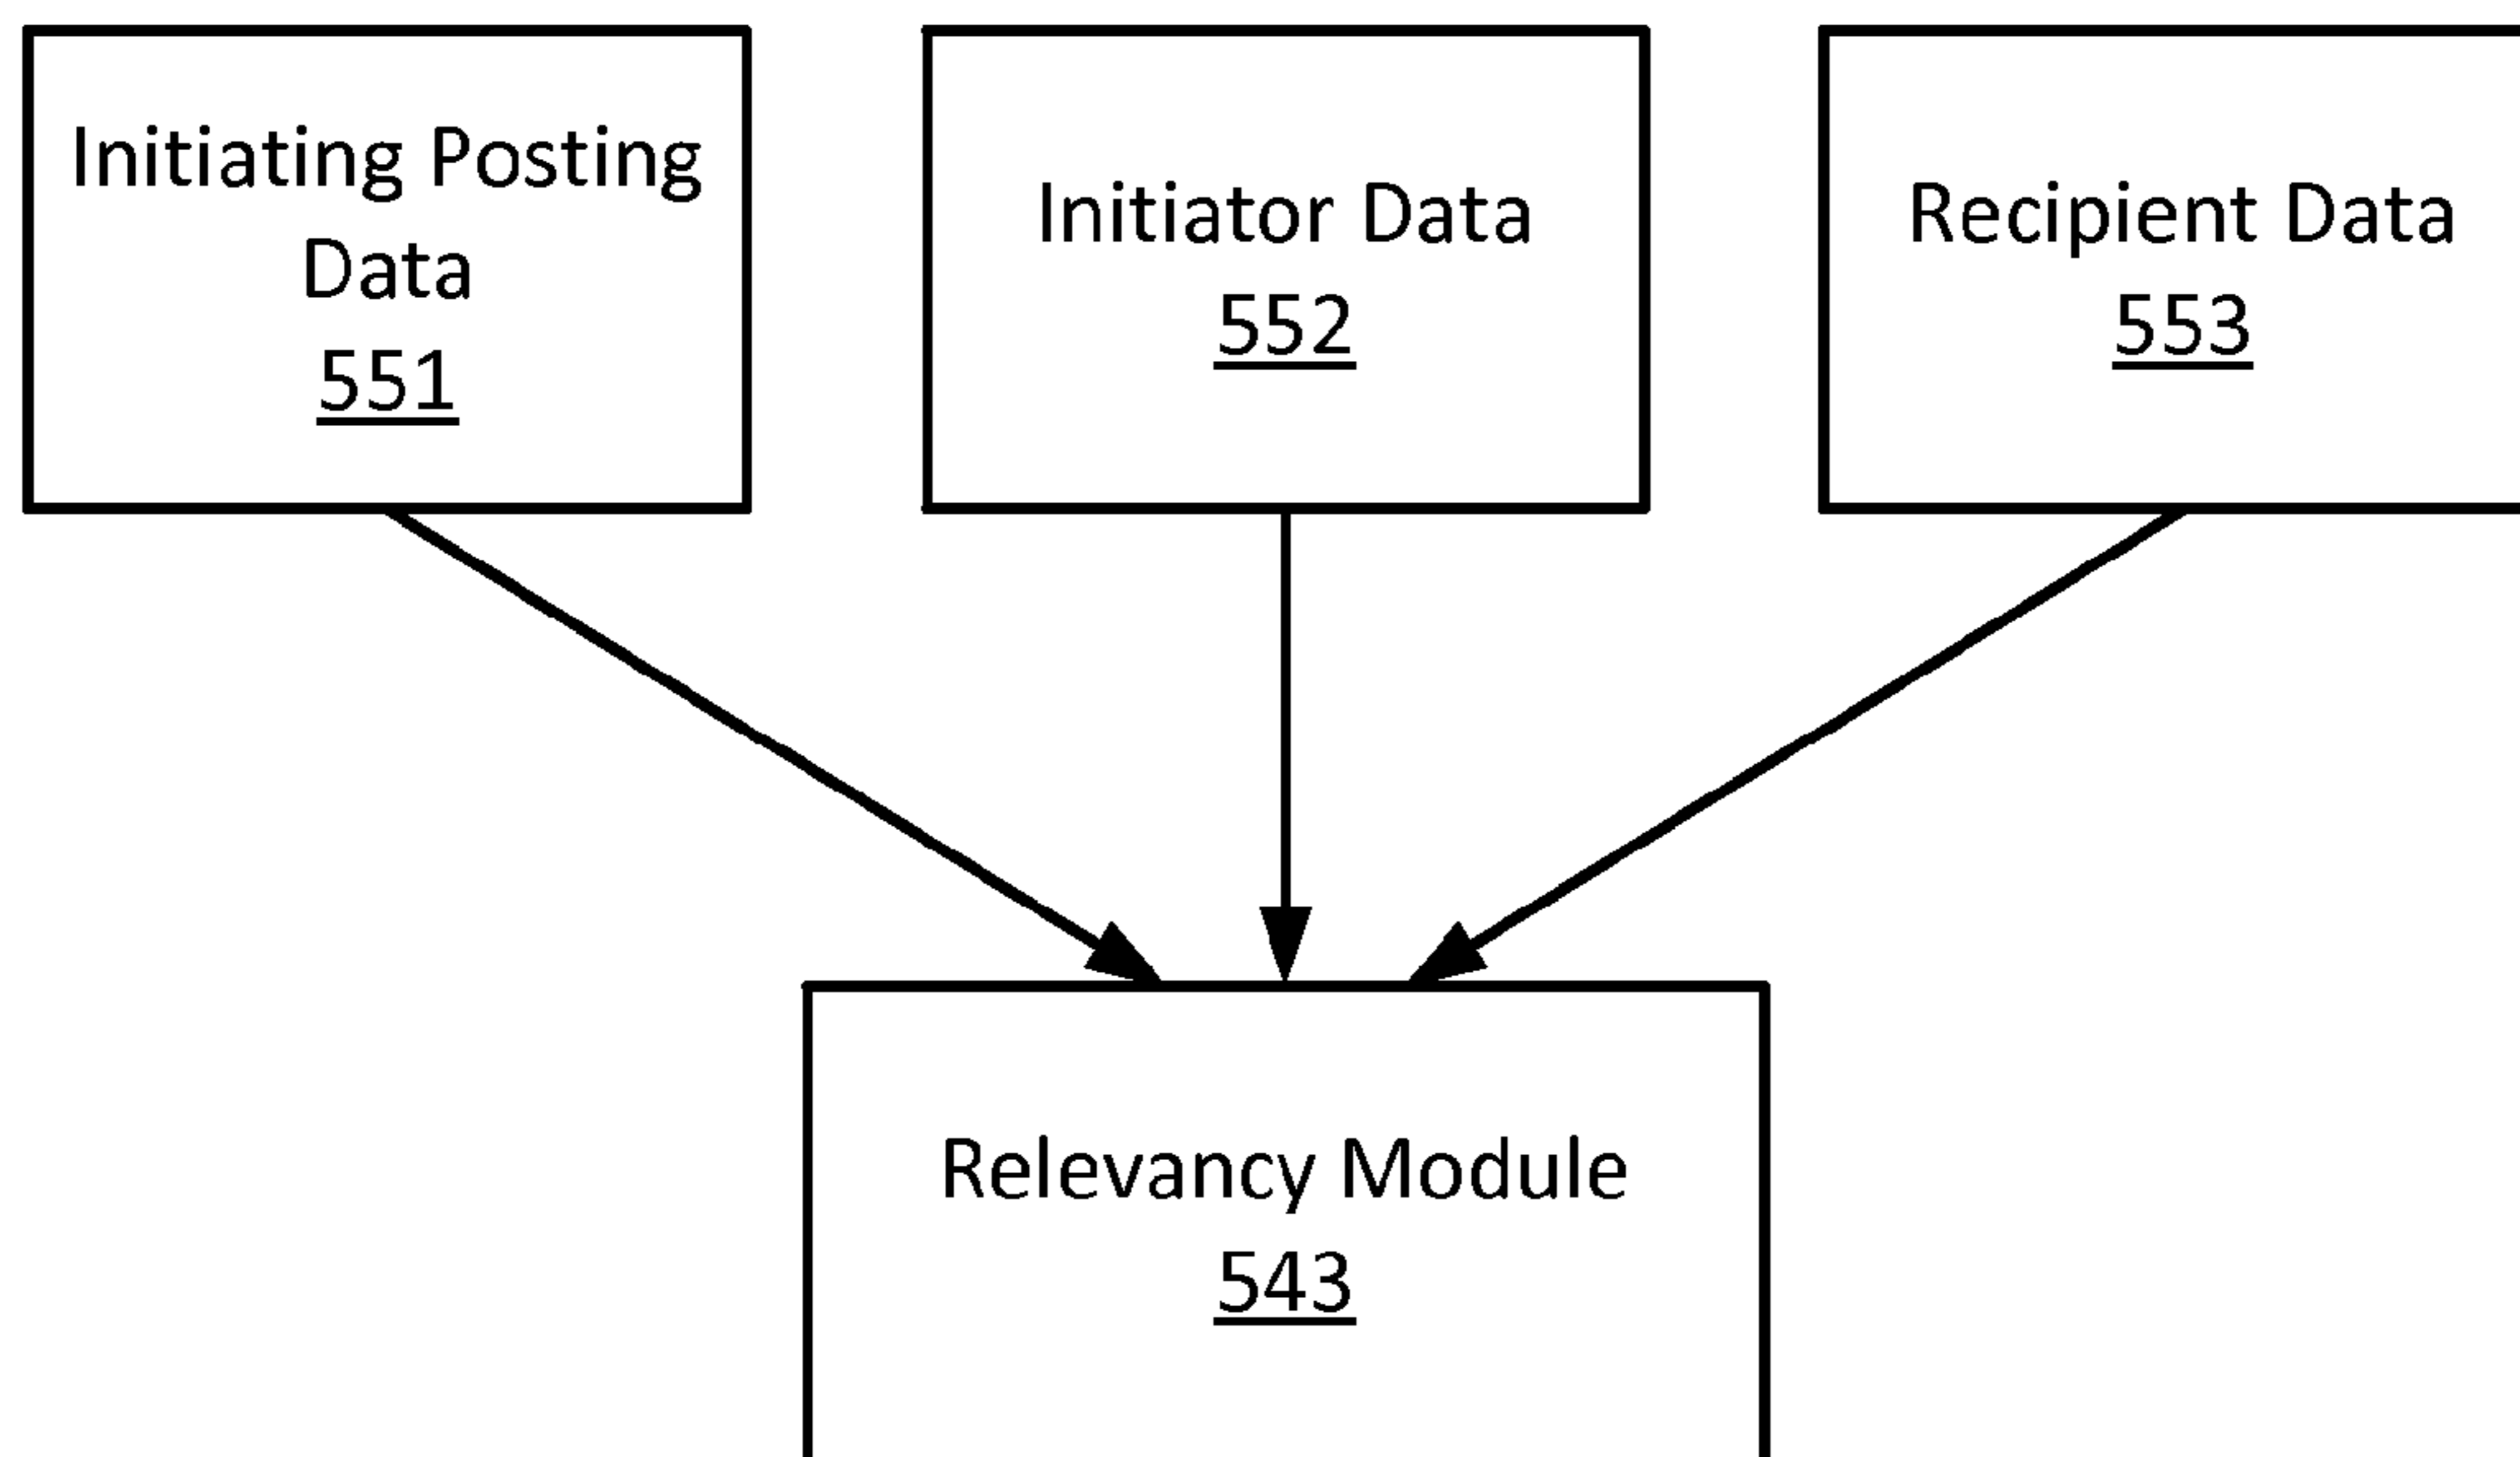 Initiating Posting
Data
551
Initiator Data
552
Recipient Data
553
Relevancy Module
543